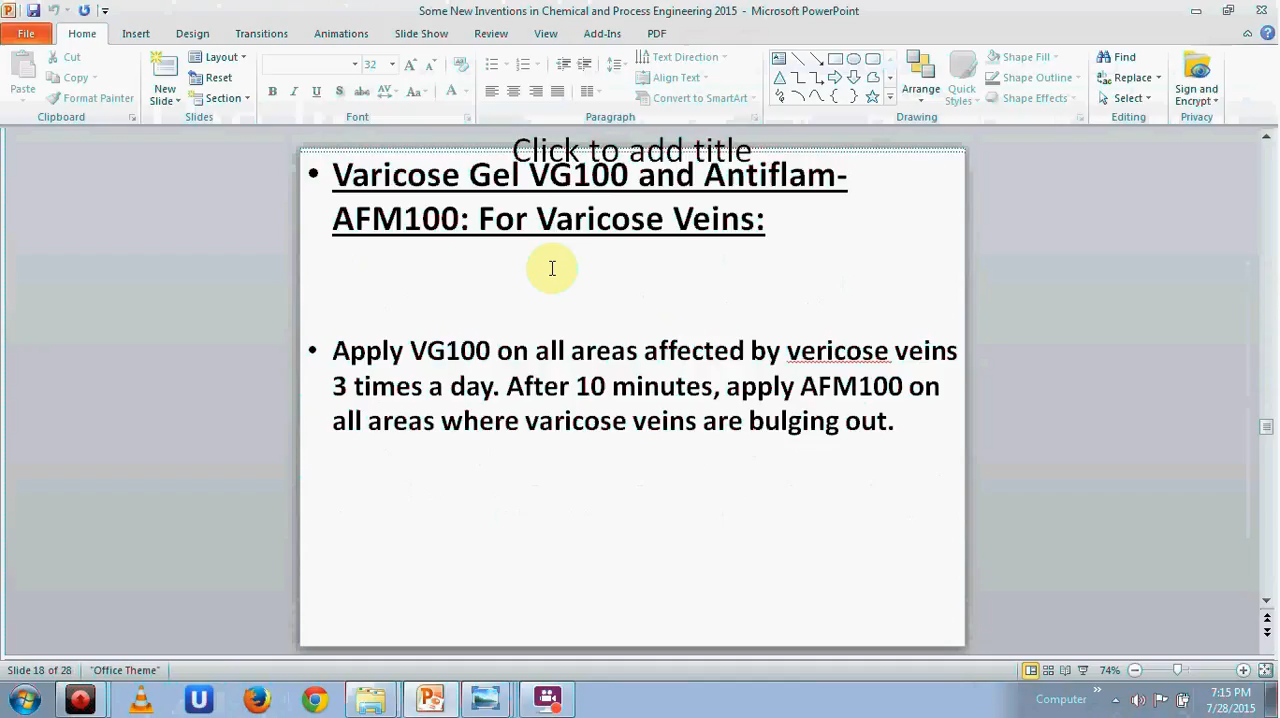 Some New Inventions in Chemical and Process Engineering 2015 - Microsoft PowerPoint
File Home Insert Design Transitions Animations Slide Show Review View Add-Ins PDF
Paste
Cut
Copy
Format Painter
Clipboard
New Slide
Layout
Reset
Section
Slides
32
Font
Text Direction
Align Text
Convert to SmartArt
Paragraph
Arrange
Quick Styles
Shape Fill
Shape Outline
Shape Effects
Drawing
Find
Replace
Select
Editing
Sign and Encrypt
Privacy
Click to add title
• Varicose Gel VG100 and Antiflam-
AFM100: For Varicose Veins:
• Apply VG100 on all areas affected by vericose veins
3 times a day. After 10 minutes, apply AFM100 on
all areas where varicose veins are bulging out.
Slide 18 of 28 "Office Theme" 74%
Computer
7:15 PM
7/28/2015